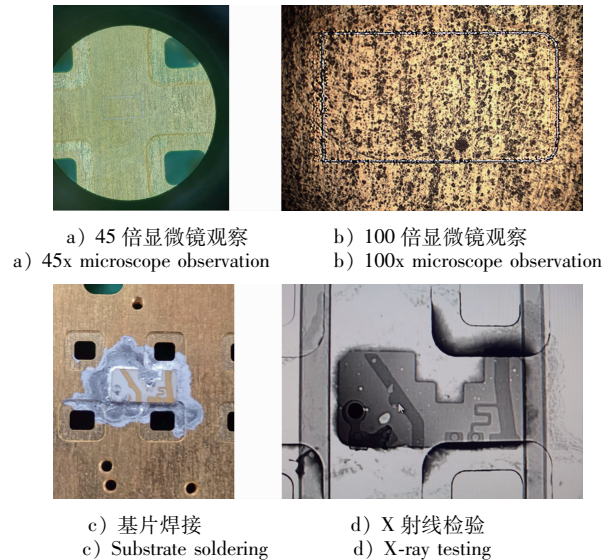 a）45 倍显微镜观察
a）45x microscope observation
b）100 倍显微镜观察
b）100x microscope observation
c）基片焊接
c）Substrate soldering
d）X 射线检验
d）X-ray testing